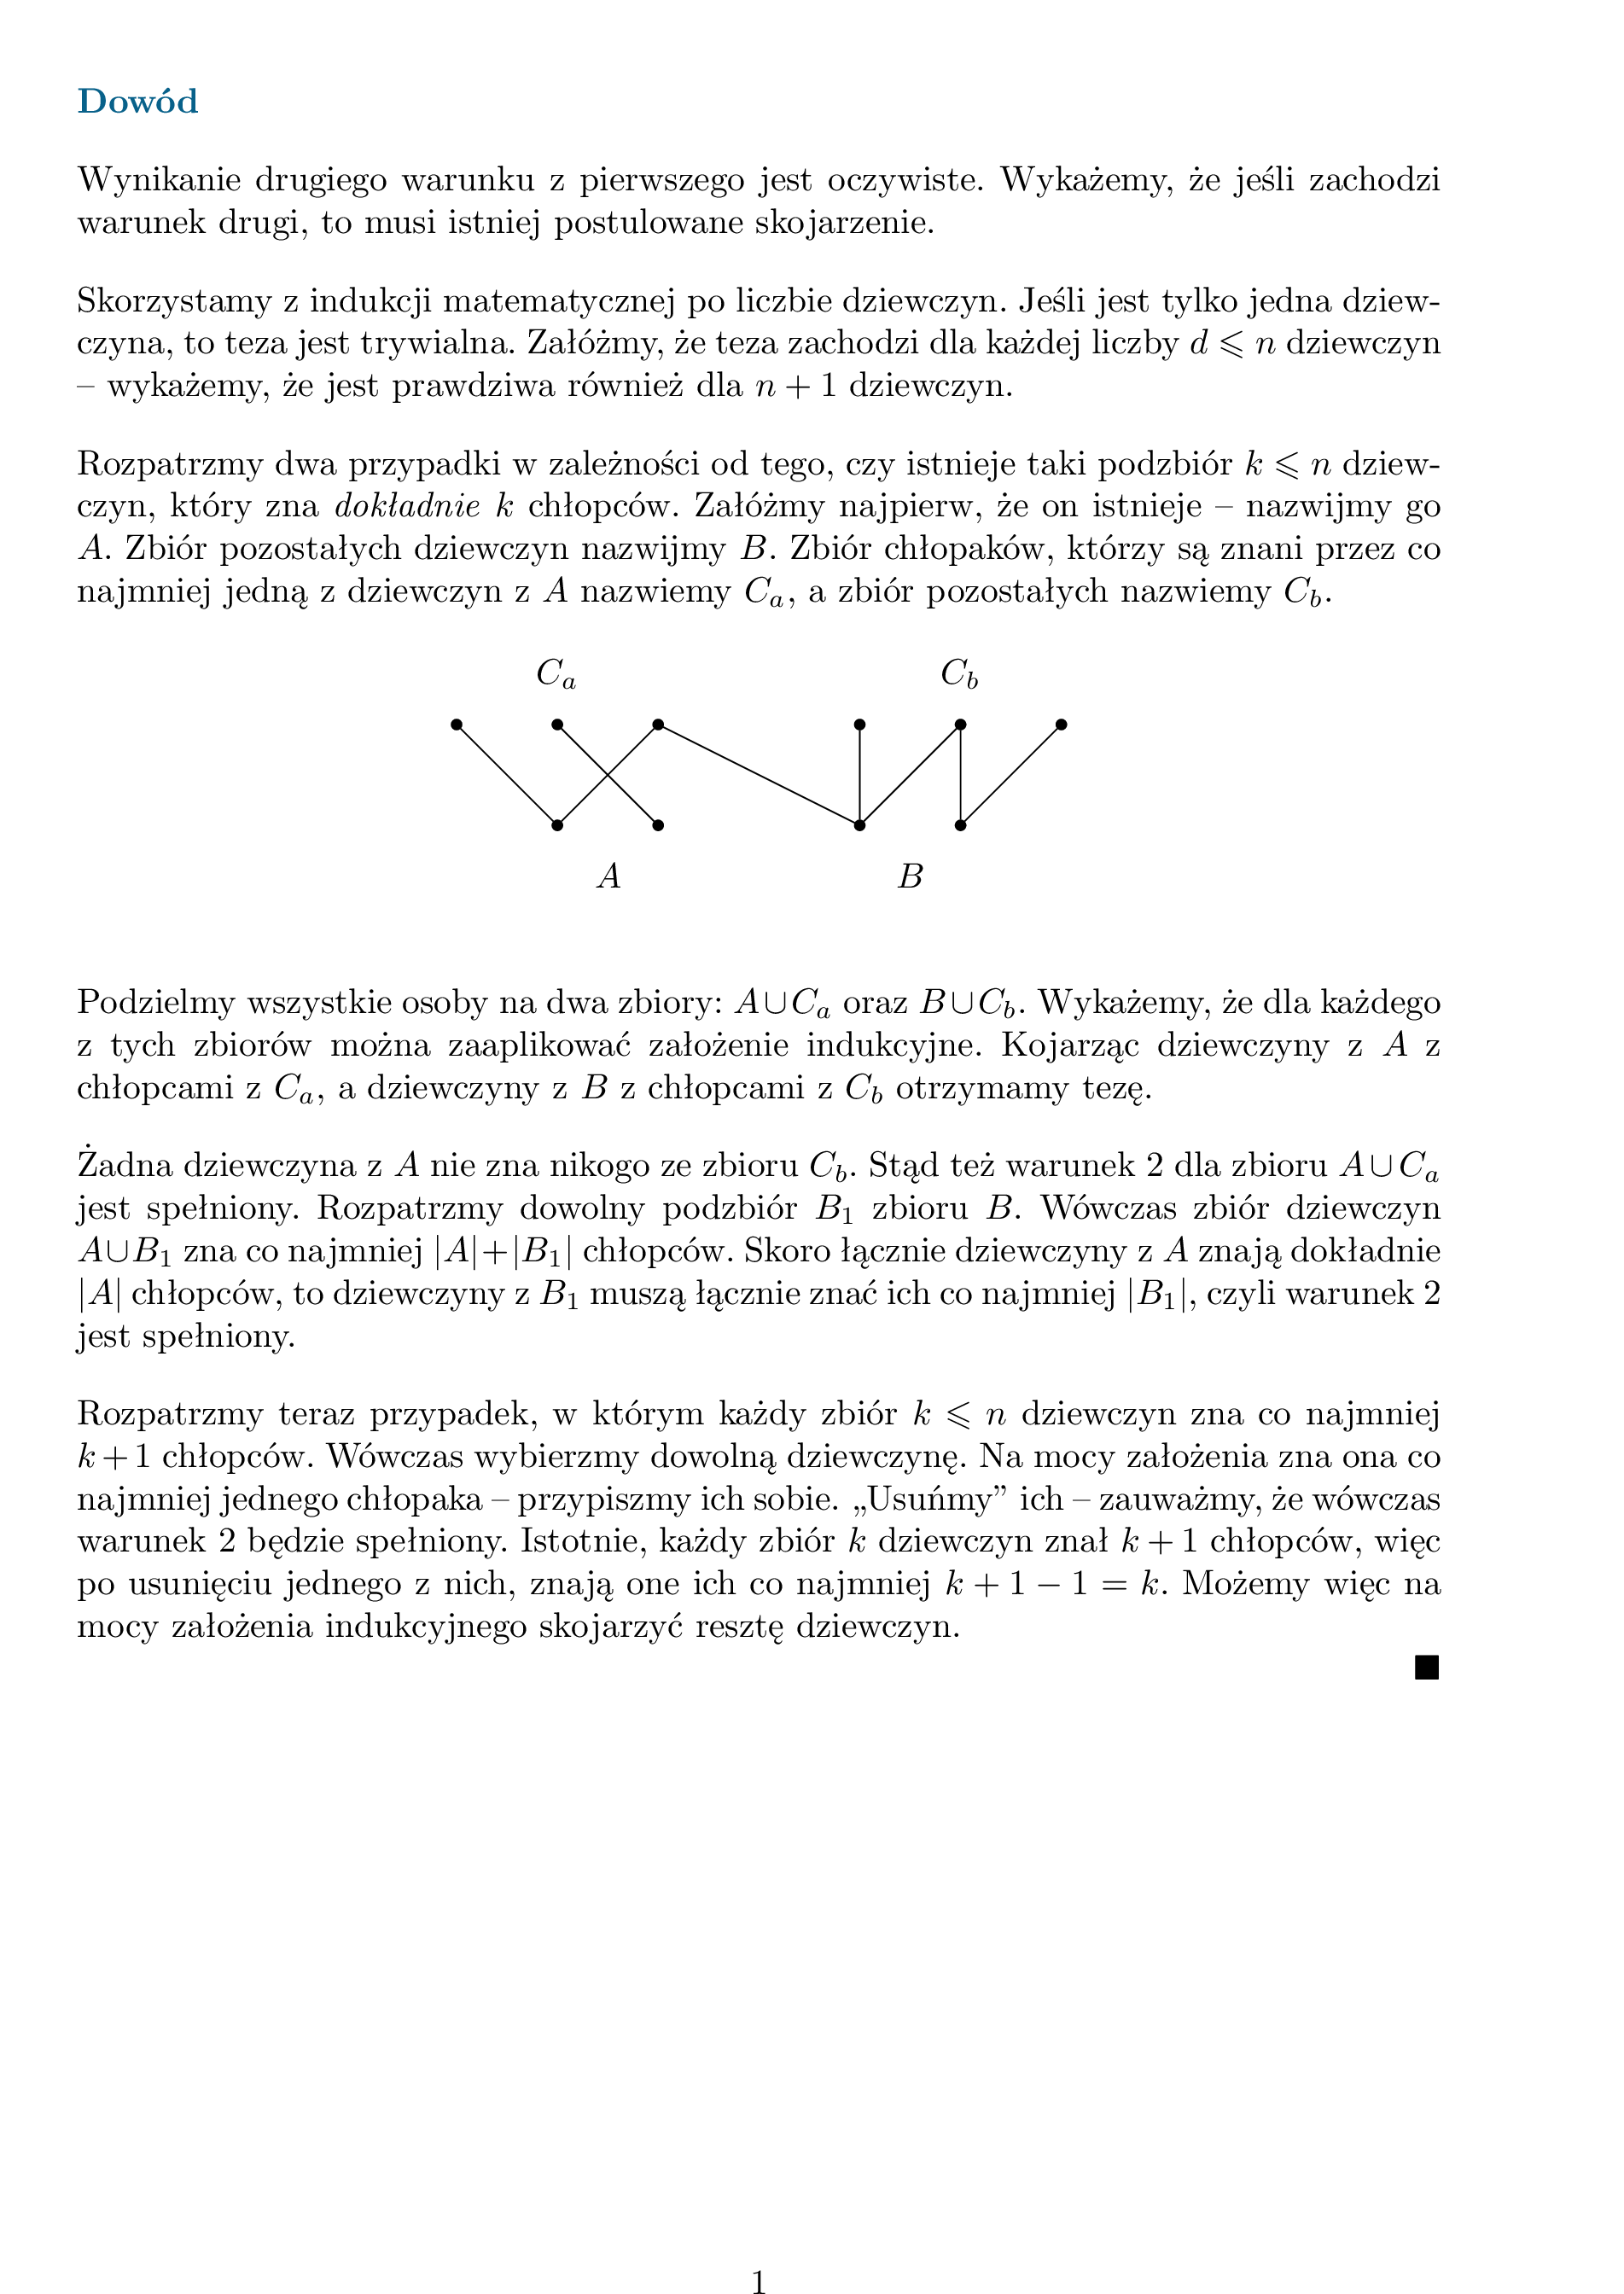 Dowód
Wynikanie drugiego warunku z pierwszego jest oczywiste. Wykażemy, że jeśli zachodzi
warunek drugi, to musi istniej postulowane skojarzenie.
Skorzystamy z indukcji matematycznej po liczbie dziewczyn. Jeśli jest tylko jedna dziew-
czyna, to teza jest trywialna. Załóżmy, że teza zachodzi dla każdej liczby d ⩽ n dziewczyn
– wykażemy, że jest prawdziwa również dla n + 1 dziewczyn.
Rozpatrzmy dwa przypadki w zależności od tego, czy istnieje taki podzbiór k ⩽ n dziew-
czyn, który zna dokładnie k chłopców. Załóżmy najpierw, że on istnieje – nazwijmy go
A. Zbiór pozostałych dziewczyn nazwijmy B. Zbiór chłopaków, którzy są znani przez co
najmniej jedną z dziewczyn z A nazwiemy C_a, a zbiór pozostałych nazwiemy C_b.
C_a C_b
A B
Podzielmy wszystkie osoby na dwa zbiory: A∪C_a oraz B∪C_b. Wykażemy, że dla każdego
z tych zbiorów można zaaplikować założenie indukcyjne. Kojarząc dziewczyny z A z
chłopcami z C_a, a dziewczyny z B z chłopcami z C_b otrzymamy tezę.
Żadna dziewczyna z A nie zna nikogo ze zbioru C_b. Stąd też warunek 2 dla zbioru A∪C_a
jest spełniony. Rozpatrzmy dowolny podzbiór B_1 zbioru B. Wówczas zbiór dziewczyn
A∪B_1 zna co najmniej |A|+|B_1| chłopców. Skoro łącznie dziewczyny z A znają dokładnie
|A| chłopców, to dziewczyny z B_1 muszą łącznie znać ich co najmniej |B_1|, czyli warunek 2
jest spełniony.
Rozpatrzmy teraz przypadek, w którym każdy zbiór k ⩽ n dziewczyn zna co najmniej
k + 1 chłopców. Wówczas wybierzmy dowolną dziewczynę. Na mocy założenia zna ona co
najmniej jednego chłopaka – przypiszmy ich sobie. „Usuńmy” ich – zauważmy, że wówczas
warunek 2 będzie spełniony. Istotnie, każdy zbiór k dziewczyn znał k + 1 chłopców, więc
po usunięciu jednego z nich, znają one ich co najmniej k + 1 − 1 = k. Możemy więc na
mocy założenia indukcyjnego skojarzyć resztę dziewczyn.
■
1